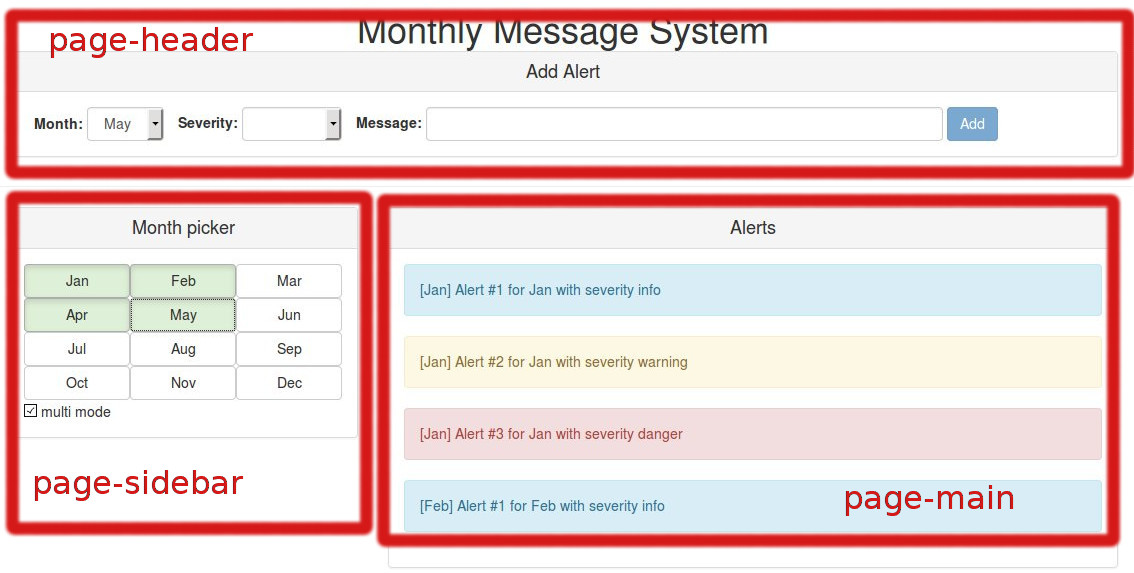 Monthly Message System
page-header
Add Alert
Month: May Severity: Message: Add
Month picker
Jan Feb Mar
Apr May Jun
Jul Aug Sep
Oct Nov Dec
multi mode
page-sidebar
Alerts
[Jan] Alert #1 for Jan with severity info
[Jan] Alert #2 for Jan with severity warning
[Jan] Alert #3 for Jan with severity danger
[Feb] Alert #1 for Feb with severity info
page-main